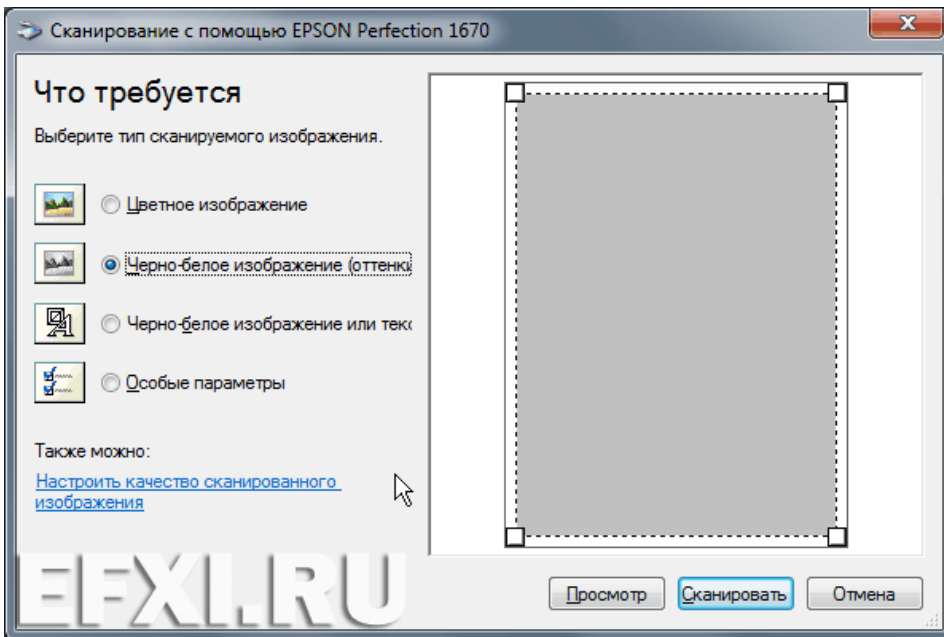 Сканирование с помощью EPSON Perfection 1670
Что требуется
Выберите тип сканируемого изображения.
Цветное изображение
Черно-белое изображение (оттенки
Черно-белое изображение или текс
Особые параметры
Также можно:
Настроить качество сканированного
изображения
EFXI.RU
Просмотр Сканировать Отмена